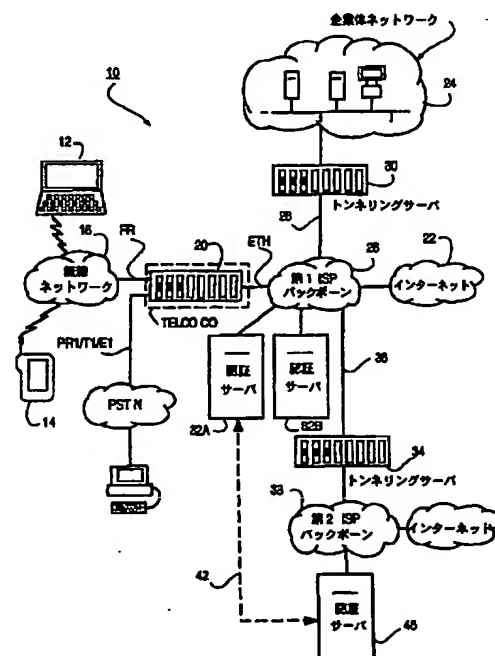 企業体ネットワーク
10
24
12
30
トンネリングサーバ
28
16
FR
20
ETH
26
22
無線
ネットワーク
第1 ISP
バックボーン
インターネット
TELCO CO
PR1/T1/E1
36
14
認証
サーバ
認証
サーバ
PSTN
32A
32B
34
トンネリングサーバ
33
第2 ISP
バックボーン
インターネット
42
認証
サーバ